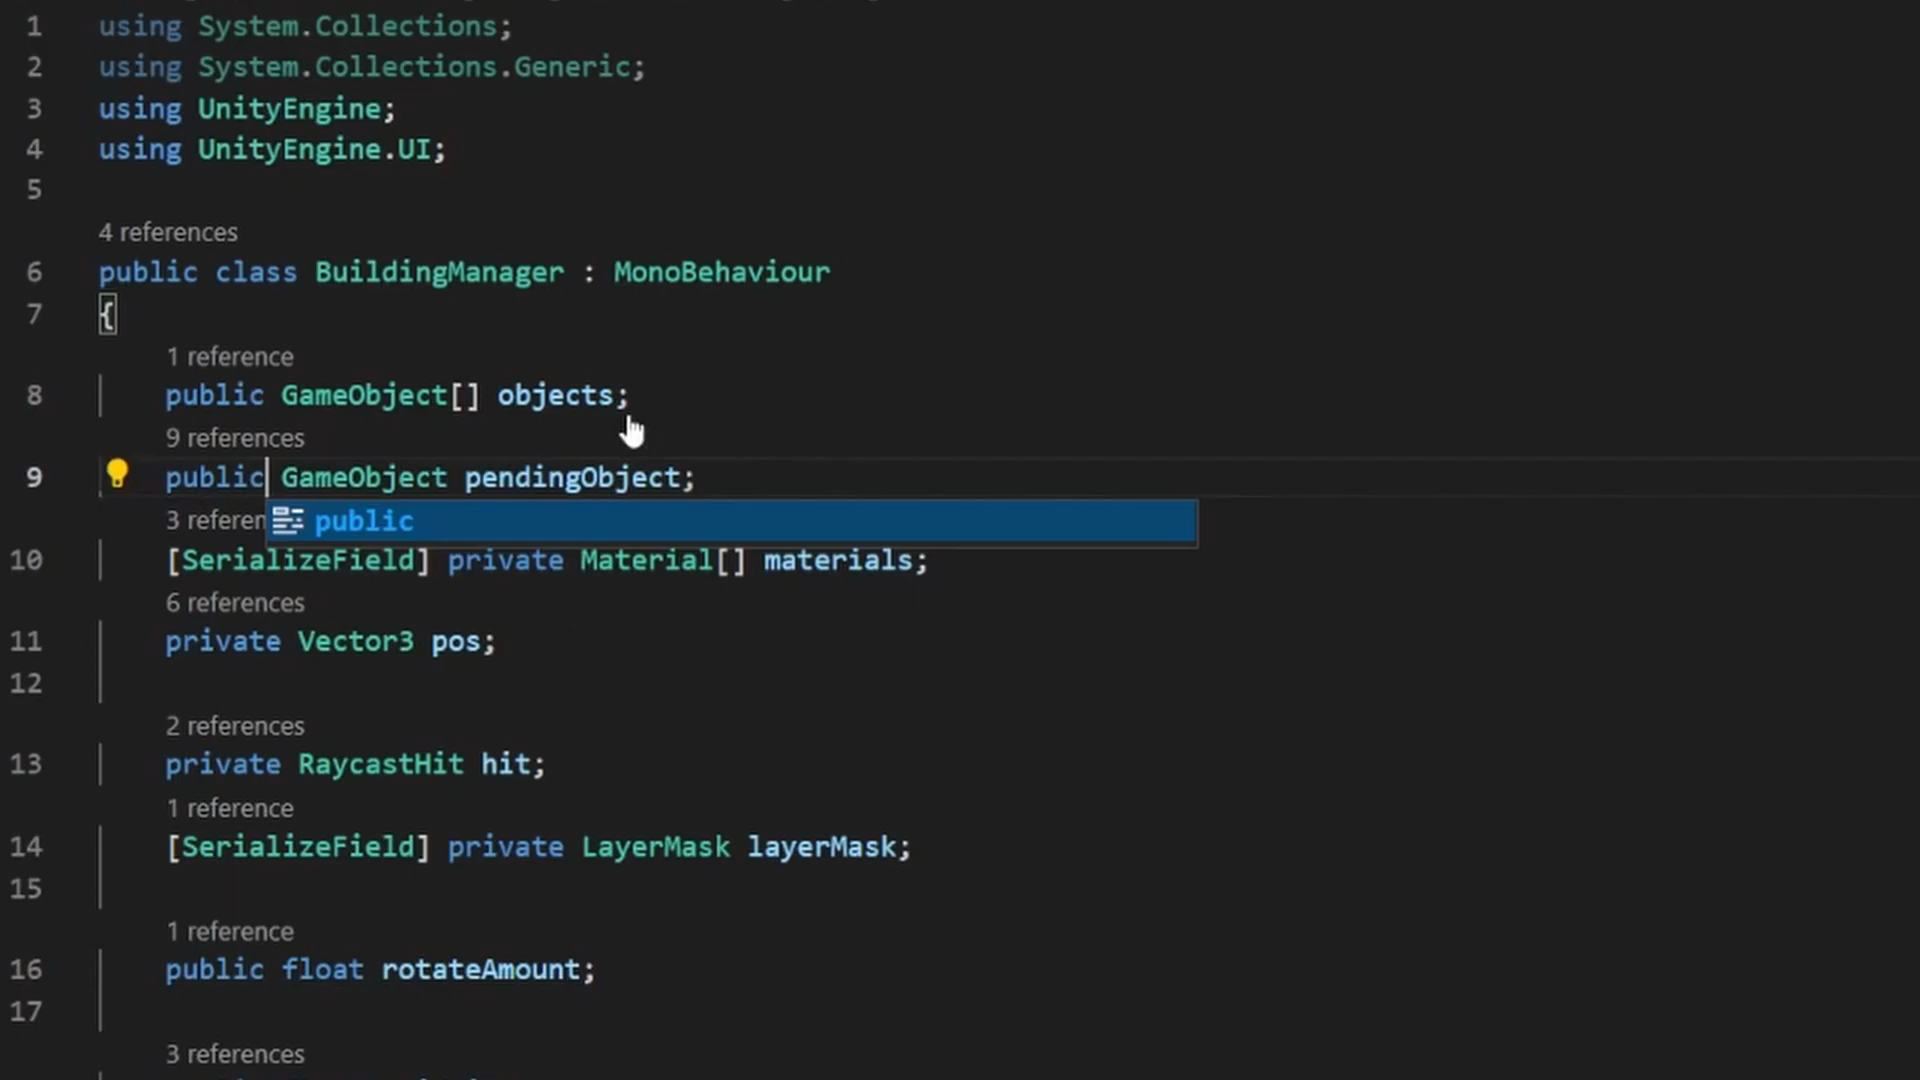 1 using System.Collections;
2 using System.Collections.Generic;
3 using UnityEngine;
4 using UnityEngine.UI;
5
4 references
6 public class BuildingManager : MonoBehaviour
7 {
1 reference
8 public GameObject[] objects;
9 references
9 public GameObject pendingObject;
3 referen public
10 [SerializeField] private Material[] materials;
6 references
11 private Vector3 pos;
12
2 references
13 private RaycastHit hit;
1 reference
14 [SerializeField] private LayerMask layerMask;
15
1 reference
16 public float rotateAmount;
17
3 references